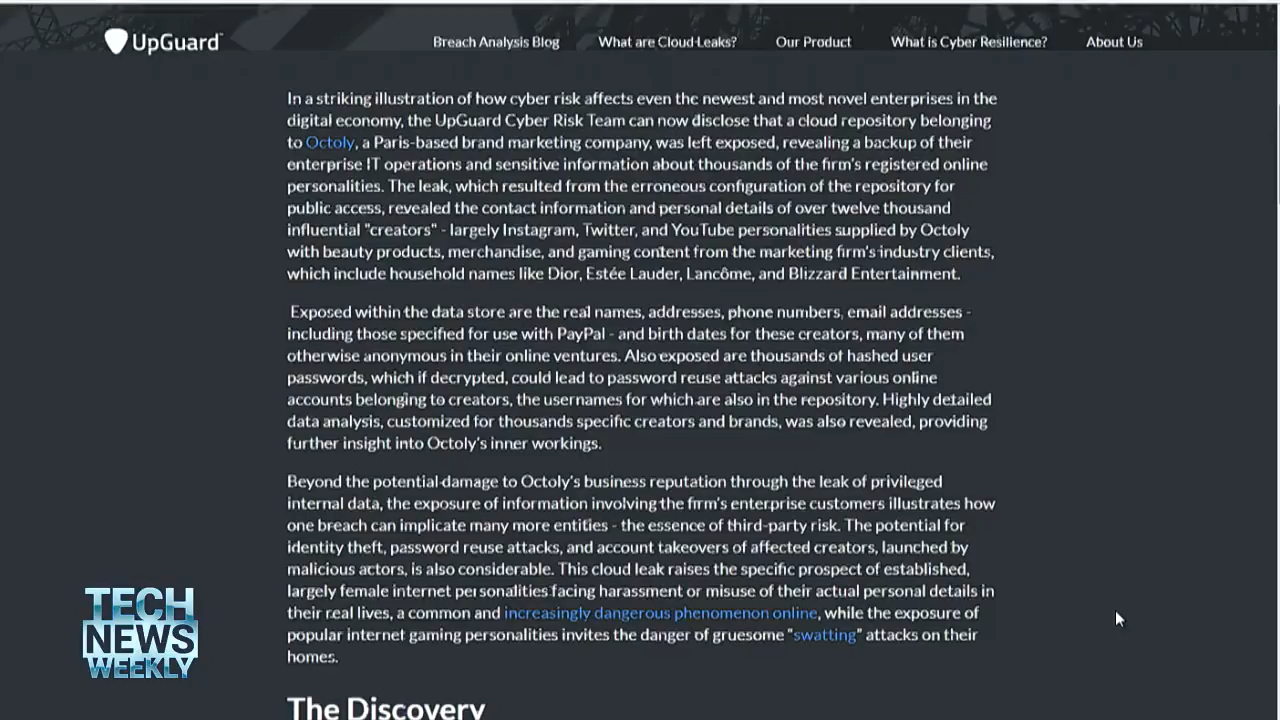 UpGuard
Breach Analysis Blog What are Cloud Leaks? Our Product What is Cyber Resilience? About Us
In a striking illustration of how cyber risk affects even the newest and most novel enterprises in the
digital economy, the UpGuard Cyber Risk Team can now disclose that a cloud repository belonging
to Octoly, a Paris-based brand marketing company, was left exposed, revealing a backup of their
enterprise IT operations and sensitive information about thousands of the firm's registered online
personalities. The leak, which resulted from the erroneous configuration of the repository for
public access, revealed the contact information and personal details of over twelve thousand
influential "creators" - largely Instagram, Twitter, and YouTube personalities supplied by Octoly
with beauty products, merchandise, and gaming content from the marketing firm's industry clients,
which include household names like Dior, Estée Lauder, Lancôme, and Blizzard Entertainment.
Exposed within the data store are the real names, addresses, phone numbers, email addresses -
including those specified for use with PayPal - and birth dates for these creators, many of them
otherwise anonymous in their online ventures. Also exposed are thousands of hashed user
passwords, which if decrypted, could lead to password reuse attacks against various online
accounts belonging to creators, the usernames for which are also in the repository. Highly detailed
data analysis, customized for thousands specific creators and brands, was also revealed, providing
further insight into Octoly's inner workings.
Beyond the potential damage to Octoly's business reputation through the leak of privileged
internal data, the exposure of information involving the firm's enterprise customers illustrates how
one breach can implicate many more entities - the essence of third-party risk. The potential for
identity theft, password reuse attacks, and account takeovers of affected creators, launched by
malicious actors, is also considerable. This cloud leak raises the specific prospect of established,
largely female internet personalities facing harassment or misuse of their actual personal details in
their real lives, a common and increasingly dangerous phenomenon online, while the exposure of
popular internet gaming personalities invites the danger of gruesome "swatting" attacks on their
homes.
The Discovery
TECH
NEWS
WEEKLY